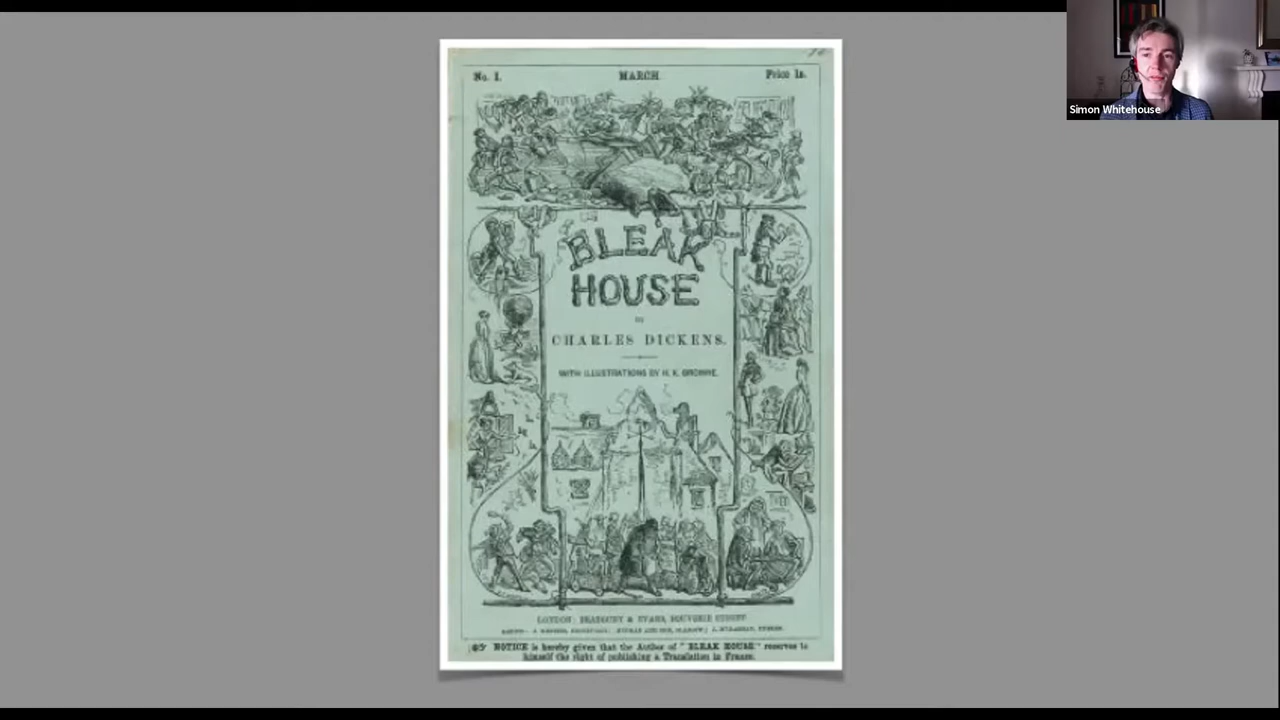 No. I.
MARCH
Price 1s.
BLEAK
HOUSE
BY
CHARLES DICKENS.
WITH ILLUSTRATIONS BY H. K. BROWNE.
LONDON: BRADBURY & EVANS, BOUVERIE STREET
NOTICE is hereby given that the Author of "BLEAK HOUSE" reserves to
himself the right of publishing a Translation in France.
Simon Whitehouse